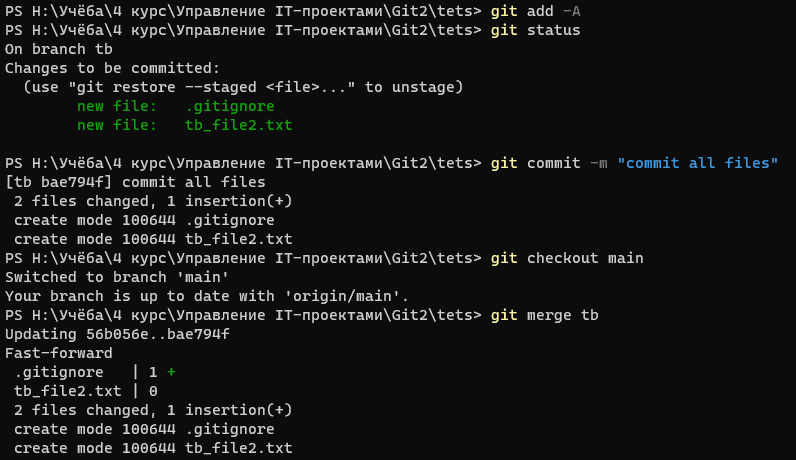 PS H:\Учёба\4 курс\Управление IT-проектами\Git2\tets> git add -A
PS H:\Учёба\4 курс\Управление IT-проектами\Git2\tets> git status
On branch tb
Changes to be committed:
  (use "git restore --staged <file>..." to unstage)
        new file:   .gitignore
        new file:   tb_file2.txt

PS H:\Учёба\4 курс\Управление IT-проектами\Git2\tets> git commit -m "commit all files"
[tb bae794f] commit all files
 2 files changed, 1 insertion(+)
 create mode 100644 .gitignore
 create mode 100644 tb_file2.txt
PS H:\Учёба\4 курс\Управление IT-проектами\Git2\tets> git checkout main
Switched to branch 'main'
Your branch is up to date with 'origin/main'.
PS H:\Учёба\4 курс\Управление IT-проектами\Git2\tets> git merge tb
Updating 56b056e..bae794f
Fast-forward
 .gitignore   | 1 +
 tb_file2.txt | 0
 2 files changed, 1 insertion(+)
 create mode 100644 .gitignore
 create mode 100644 tb_file2.txt